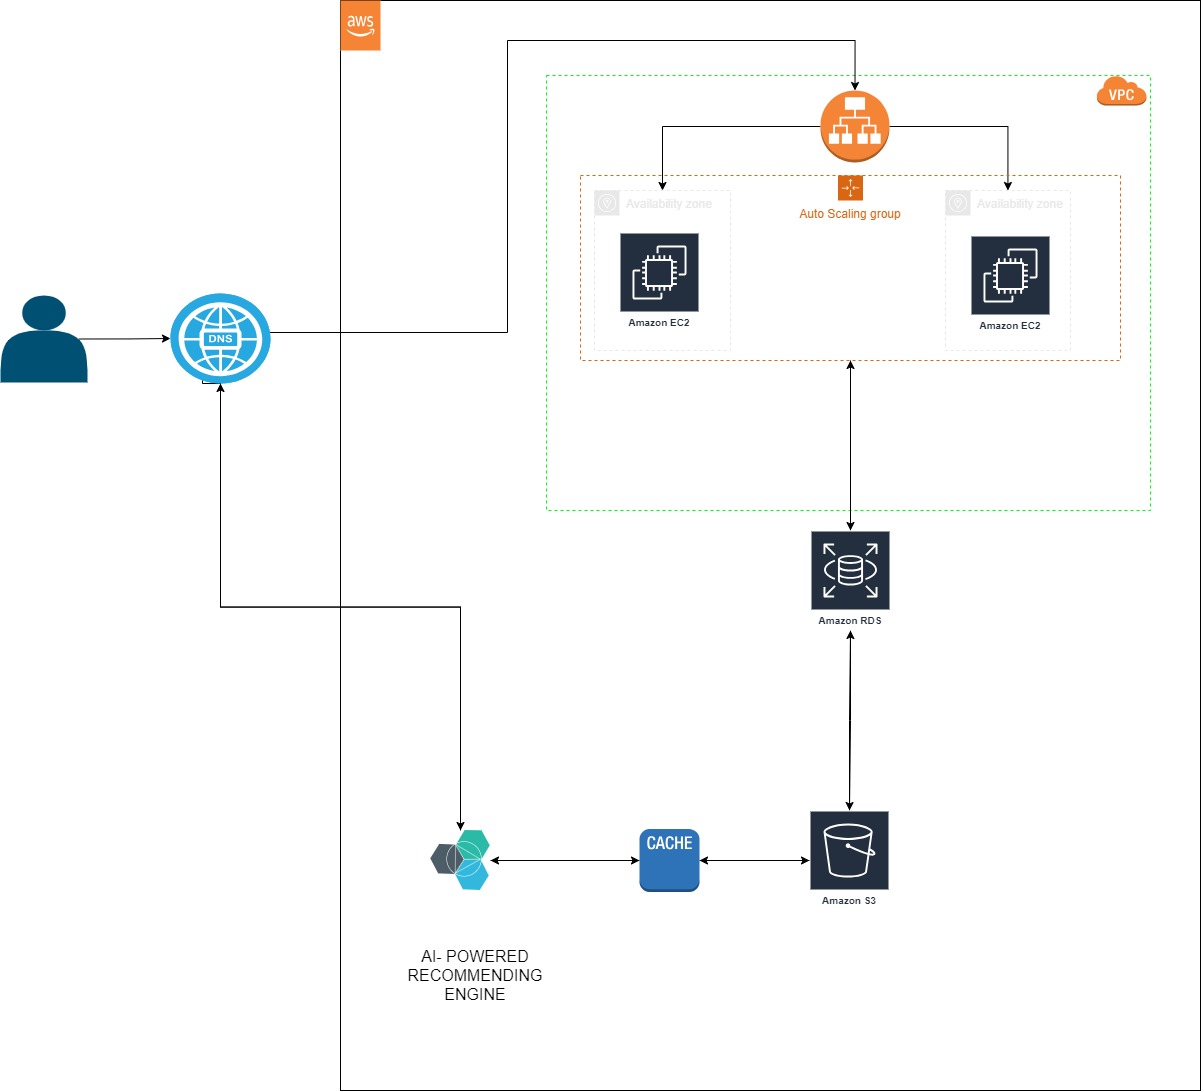 aws
VPC
Auto Scaling group
Availability zone
Availability zone
Amazon EC2
Amazon EC2
DNS
Amazon RDS
CACHE
Amazon S3
AI- POWERED
RECOMMENDING
ENGINE